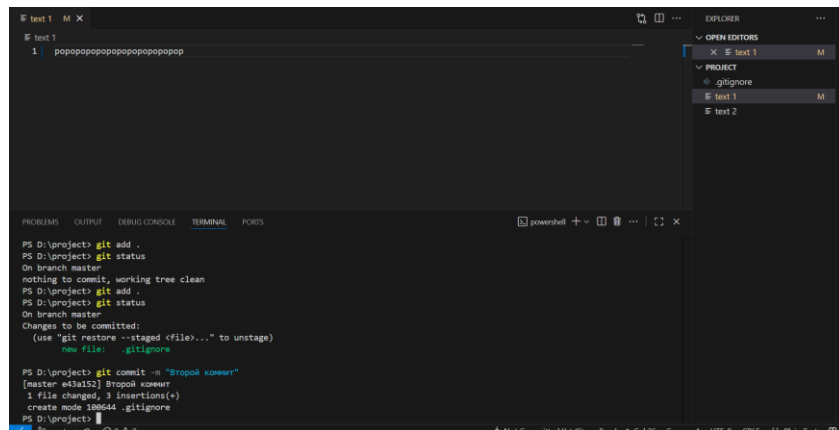 text 1 M
text 1
1 popopopopopopopopopopopop
EXPLORER
OPEN EDITORS
text 1 M
PROJECT
.gitignore
text 1 M
text 2
PROBLEMS OUTPUT DEBUG CONSOLE TERMINAL PORTS
powershell
PS D:\project> git add .
PS D:\project> git status
On branch master
nothing to commit, working tree clean
PS D:\project> git add .
PS D:\project> git status
On branch master
Changes to be committed:
(use "git restore --staged <file>..." to unstage)
new file: .gitignore
PS D:\project> git commit -m "Второй коммит"
[master e43a152] Второй коммит
1 file changed, 3 insertions(+)
create mode 100644 .gitignore
PS D:\project>